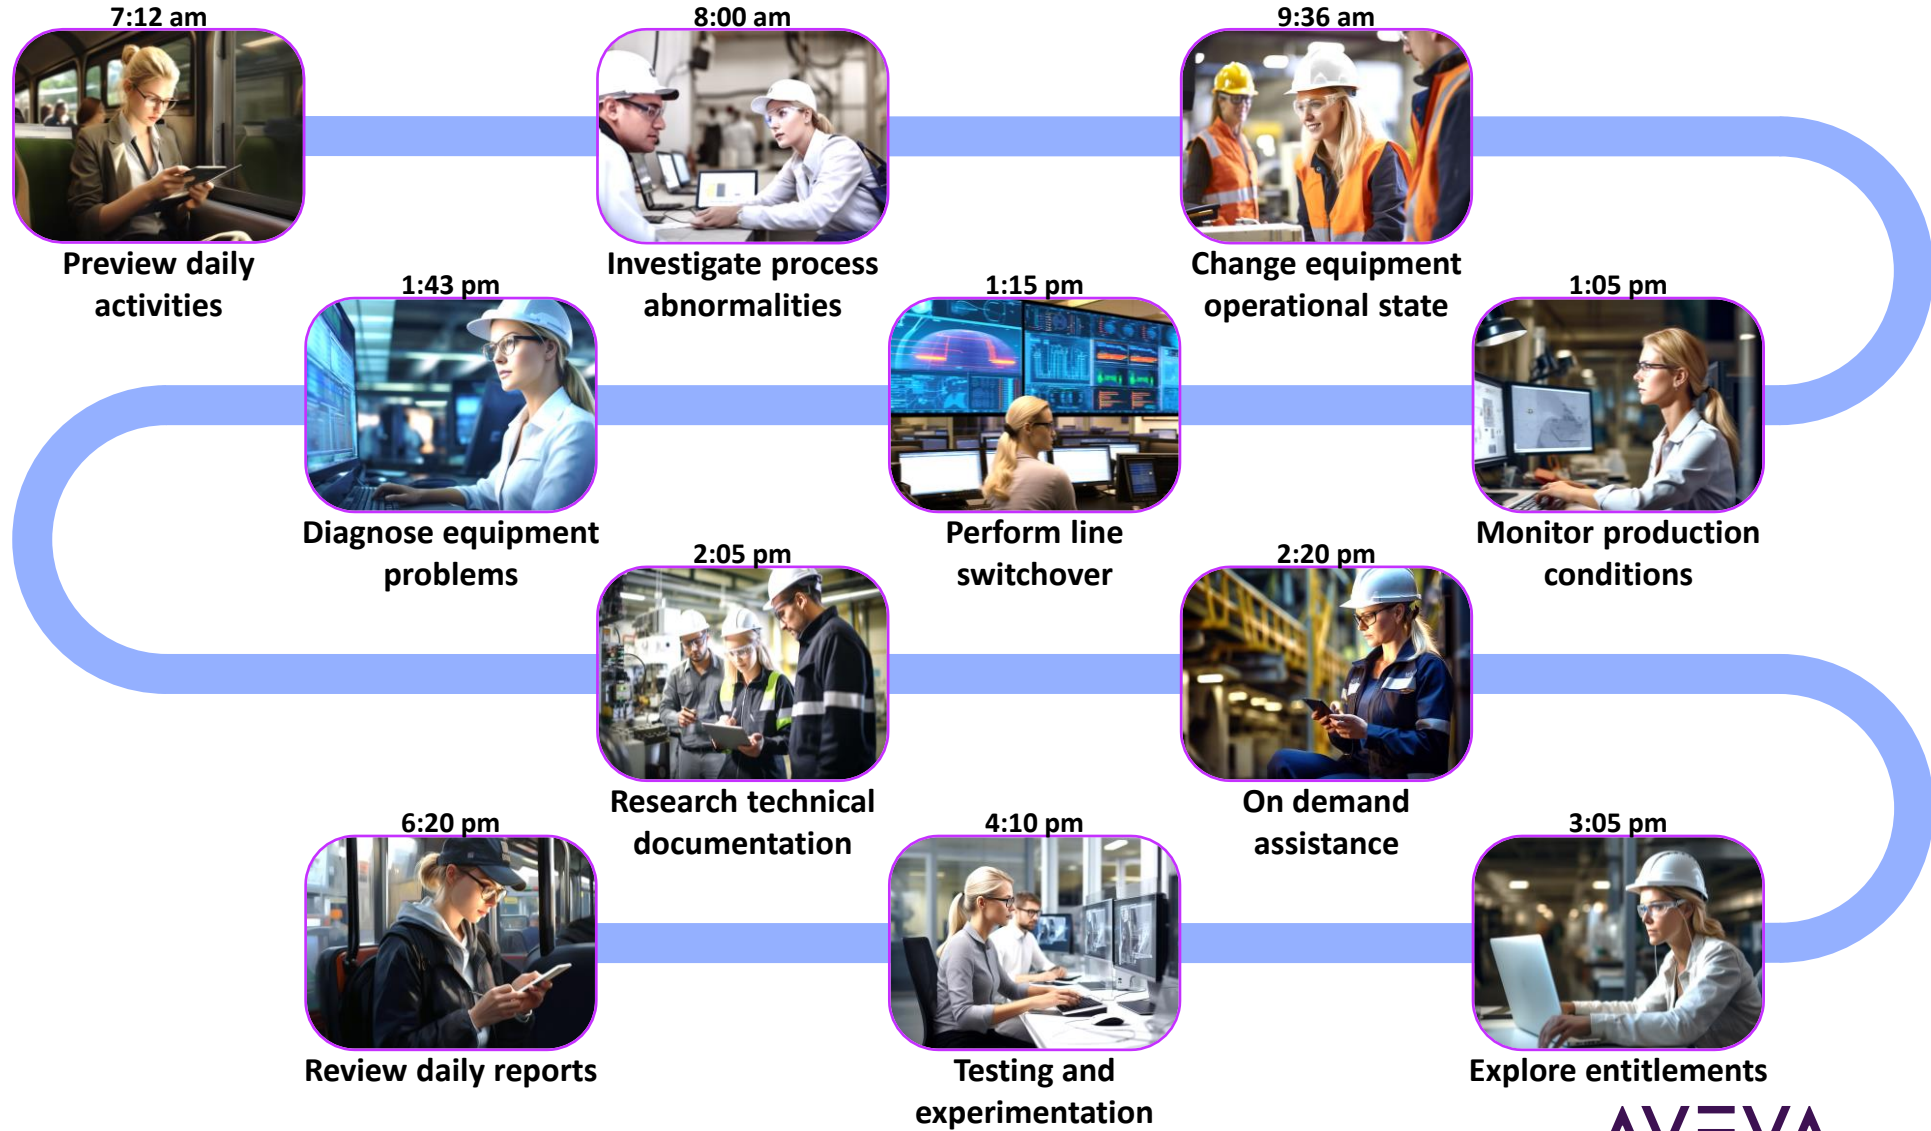 7:12 am
Preview daily
activities
8:00 am
Investigate process
abnormalities
9:36 am
Change equipment
operational state
1:05 pm
Monitor production
conditions
1:15 pm
Perform line
switchover
1:43 pm
Diagnose equipment
problems
2:05 pm
Research technical
documentation
2:20 pm
On demand
assistance
3:05 pm
Explore entitlements
4:10 pm
Testing and
experimentation
6:20 pm
Review daily reports
AVEVA